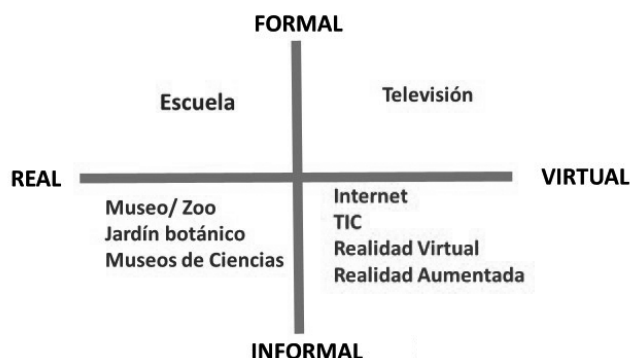 FORMAL
Escuela
Televisión
REAL
VIRTUAL
Museo/ Zoo
Jardín botánico
Museos de Ciencias
Internet
TIC
Realidad Virtual
Realidad Aumentada
INFORMAL